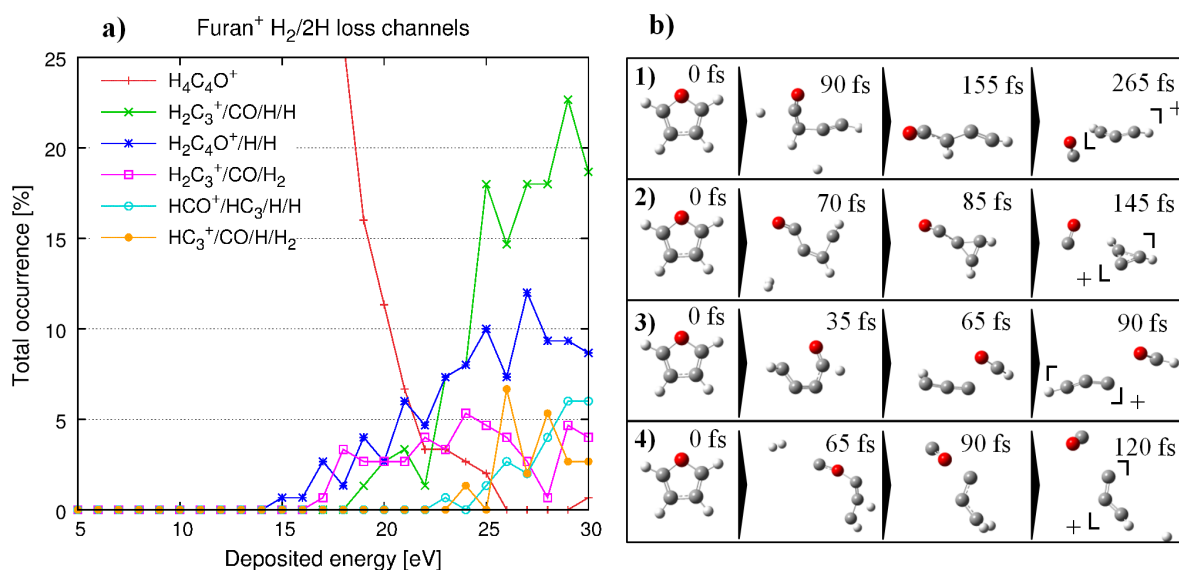 a)
Furan⁺ H₂/2H loss channels
Total occurrence [%]
25
20
15
10
5
0
H₄C₄O⁺
H₂C₃⁺/CO/H/H
H₂C₄O⁺/H/H
H₂C₃⁺/CO/H₂
HCO⁺/HC₃/H/H
HC₃⁺/CO/H/H₂
5 10 15 20 25 30
Deposited energy [eV]
b)
1) 0 fs 90 fs 155 fs 265 fs
+
2) 0 fs 70 fs 85 fs 145 fs
+
3) 0 fs 35 fs 65 fs 90 fs
+
4) 0 fs 65 fs 90 fs 120 fs
+